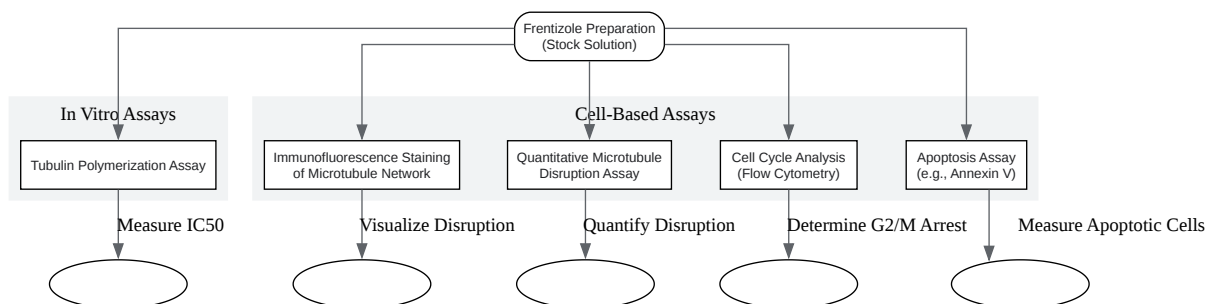 Frentizole Preparation
(Stock Solution)
In Vitro Assays
Cell-Based Assays
Tubulin Polymerization Assay
Immunofluorescence Staining
of Microtubule Network
Quantitative Microtubule
Disruption Assay
Cell Cycle Analysis
(Flow Cytometry)
Apoptosis Assay
(e.g., Annexin V)
Measure IC50
Visualize Disruption
Quantify Disruption
Determine G2/M Arrest
Measure Apoptotic Cells